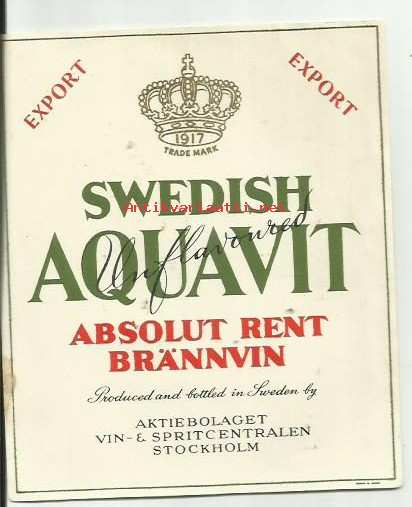 EXPORT
EXPORT
1917
TRADE MARK
SWEDISH
Antikvariaatti.net
Unflavoured
AQUAVIT
ABSOLUT RENT
BRÄNNVIN
Produced and bottled in Sweden by
AKTIEBOLAGET
VIN- & SPRITCENTRALEN
STOCKHOLM